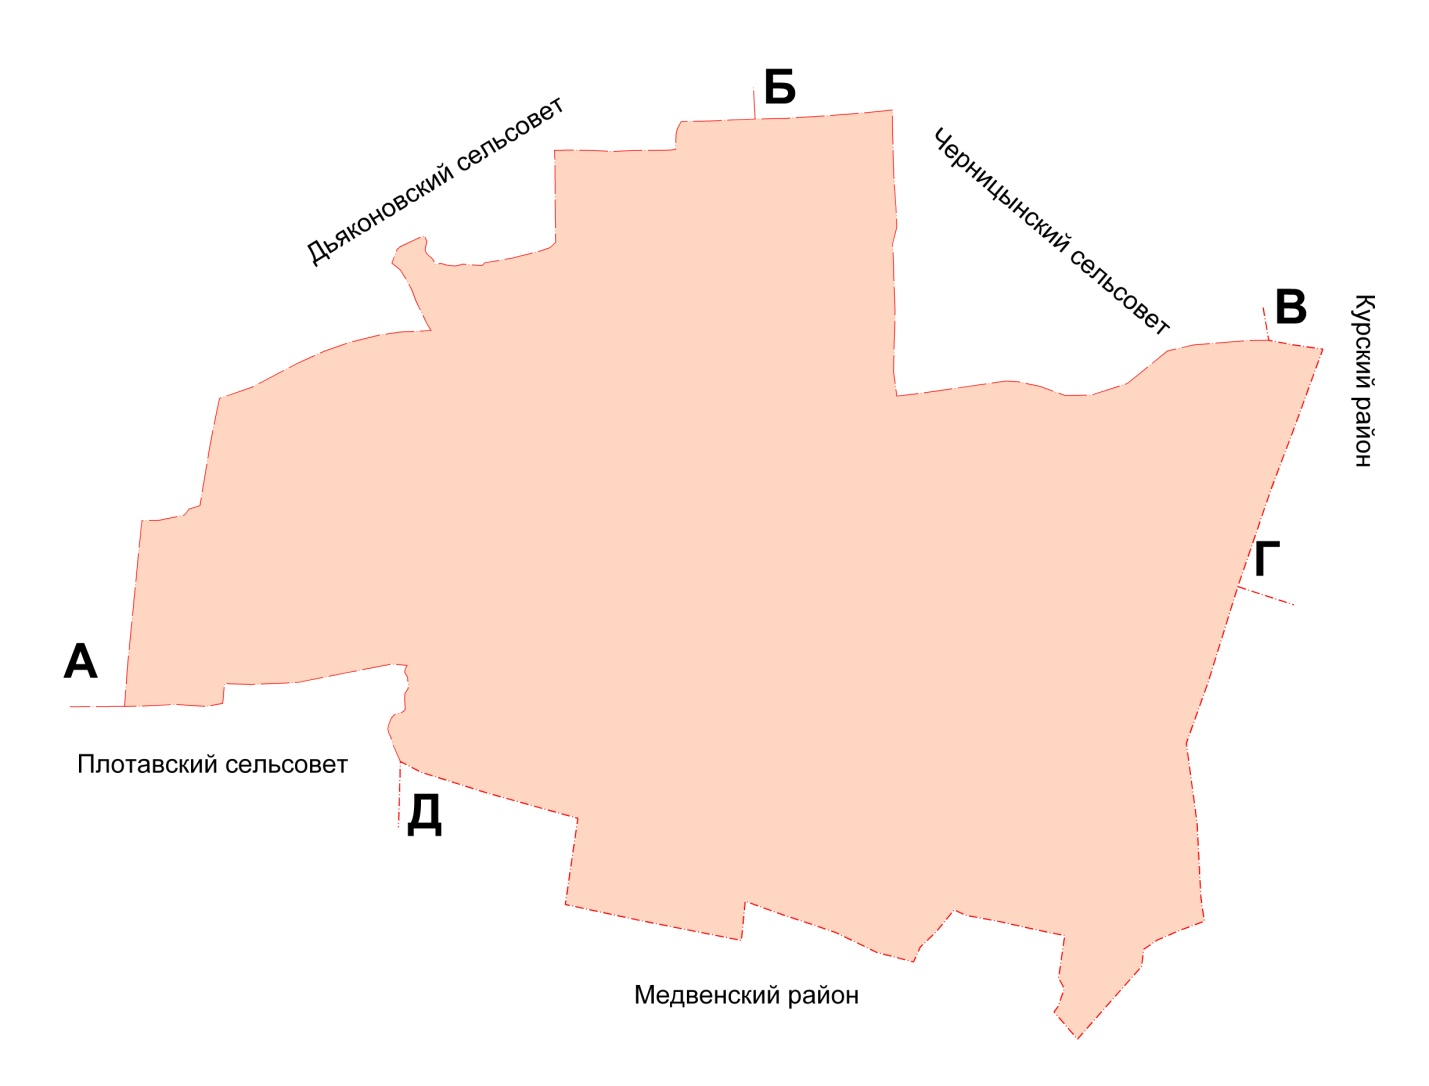 Б
Дьяконовский сельсовет
Черницынский сельсовет
В
Курский район
Г
А
Плотавский сельсовет
Д
Медвенский район